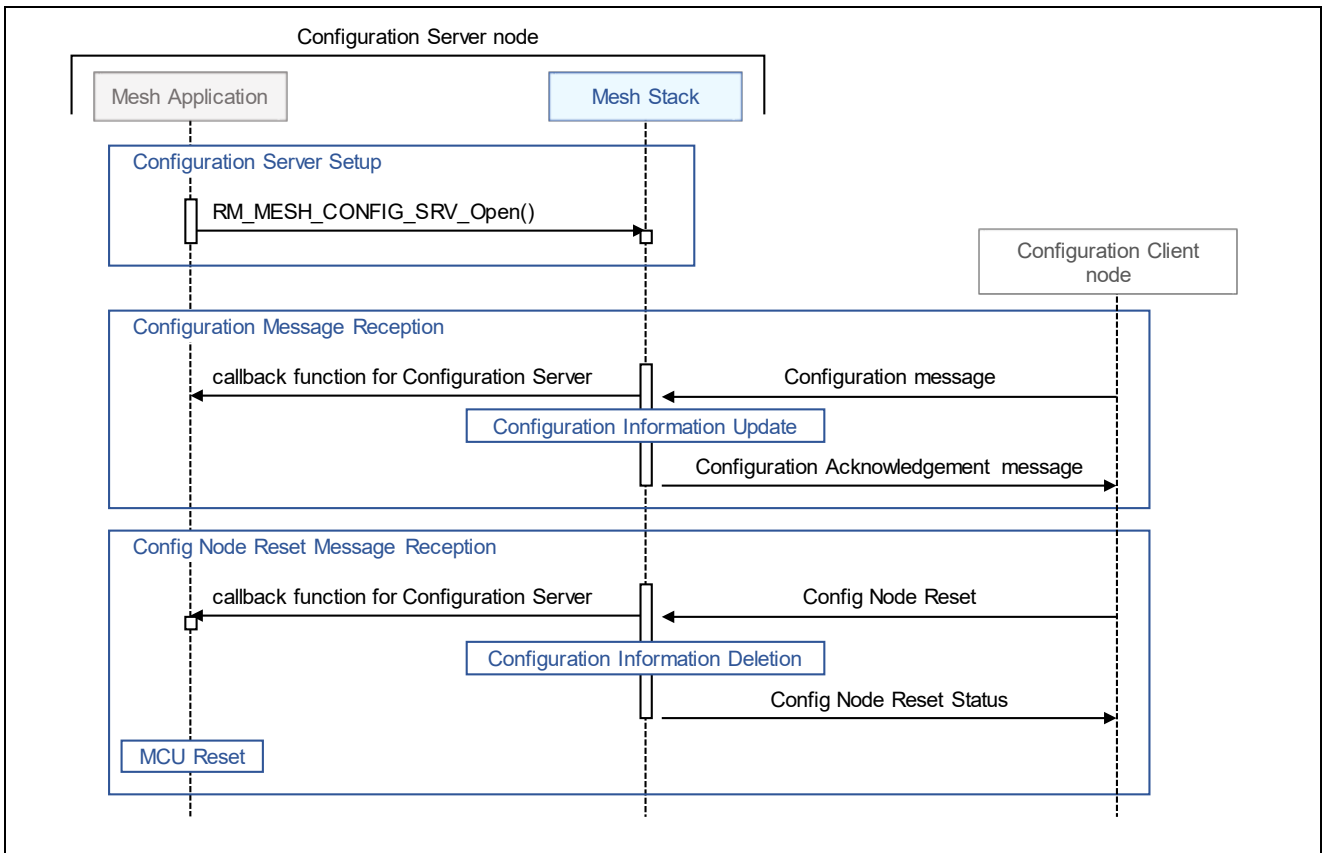 Configuration Server node
Mesh Application
Mesh Stack
Configuration Server Setup
RM_MESH_CONFIG_SRV_Open()
Configuration Client
node
Configuration Message Reception
callback function for Configuration Server
Configuration message
Configuration Information Update
Configuration Acknowledgement message
Config Node Reset Message Reception
callback function for Configuration Server
Config Node Reset
Configuration Information Deletion
Config Node Reset Status
MCU Reset